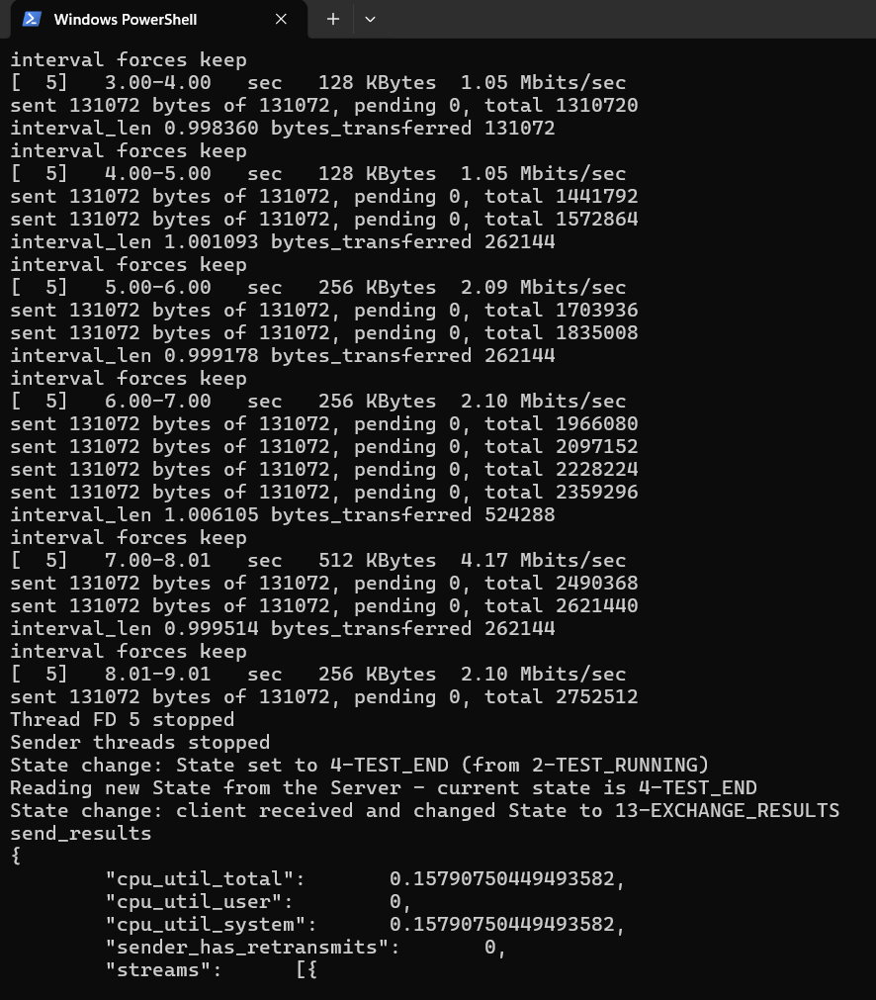 Windows PowerShell
interval forces keep
[  5]   3.00-4.00   sec   128 KBytes  1.05 Mbits/sec
sent 131072 bytes of 131072, pending 0, total 1310720
interval_len 0.998360 bytes_transferred 131072
interval forces keep
[  5]   4.00-5.00   sec   128 KBytes  1.05 Mbits/sec
sent 131072 bytes of 131072, pending 0, total 1441792
sent 131072 bytes of 131072, pending 0, total 1572864
interval_len 1.001093 bytes_transferred 262144
interval forces keep
[  5]   5.00-6.00   sec   256 KBytes  2.09 Mbits/sec
sent 131072 bytes of 131072, pending 0, total 1703936
sent 131072 bytes of 131072, pending 0, total 1835008
interval_len 0.999178 bytes_transferred 262144
interval forces keep
[  5]   6.00-7.00   sec   256 KBytes  2.10 Mbits/sec
sent 131072 bytes of 131072, pending 0, total 1966080
sent 131072 bytes of 131072, pending 0, total 2097152
sent 131072 bytes of 131072, pending 0, total 2228224
sent 131072 bytes of 131072, pending 0, total 2359296
interval_len 1.006105 bytes_transferred 524288
interval forces keep
[  5]   7.00-8.01   sec   512 KBytes  4.17 Mbits/sec
sent 131072 bytes of 131072, pending 0, total 2490368
sent 131072 bytes of 131072, pending 0, total 2621440
interval_len 0.999514 bytes_transferred 262144
interval forces keep
[  5]   8.01-9.01   sec   256 KBytes  2.10 Mbits/sec
sent 131072 bytes of 131072, pending 0, total 2752512
Thread FD 5 stopped
Sender threads stopped
State change: State set to 4-TEST_END (from 2-TEST_RUNNING)
Reading new State from the Server - current state is 4-TEST_END
State change: client received and changed State to 13-EXCHANGE_RESULTS
send_results
{
        "cpu_util_total":       0.15790750449493582,
        "cpu_util_user":        0,
        "cpu_util_system":      0.15790750449493582,
        "sender_has_retransmits":       0,
        "streams":      [{